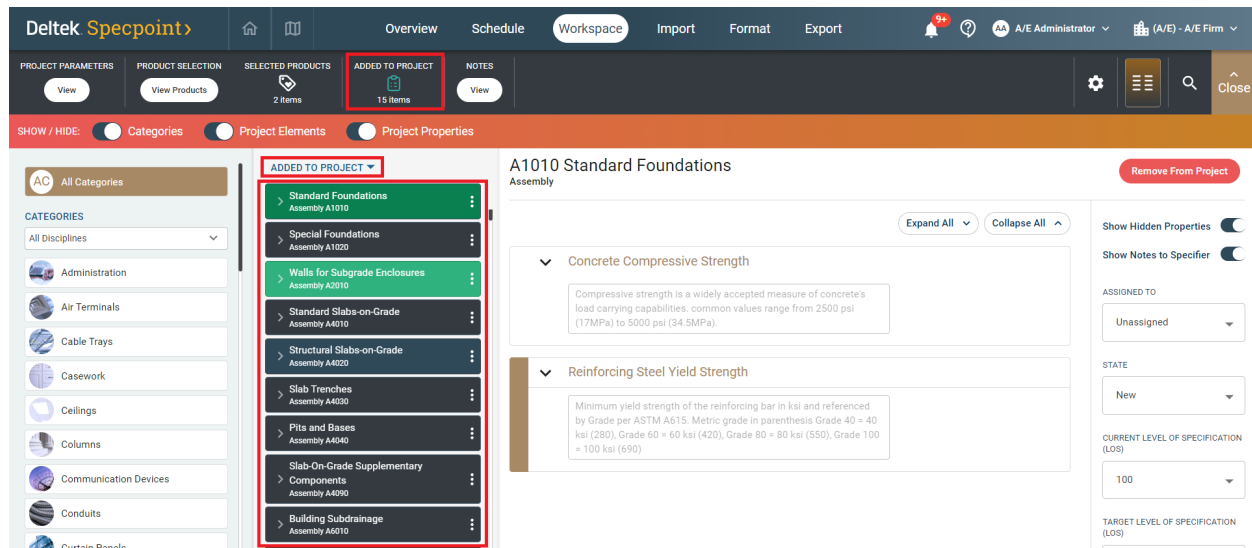 Deltek Specpoint>
Overview
Schedule
Workspace
Import
Format
Export
9+
AA
A/E Administrator
(A/E) - A/E Firm
PROJECT PARAMETERS
View
PRODUCT SELECTION
View Products
SELECTED PRODUCTS
2 items
ADDED TO PROJECT
15 items
NOTES
View
Close
SHOW / HIDE:
Categories
Project Elements
Project Properties
AC
All Categories
CATEGORIES
All Disciplines
Administration
Air Terminals
Cable Trays
Casework
Ceilings
Columns
Communication Devices
Conduits
Curtain Panels
ADDED TO PROJECT
Standard Foundations
Assembly A1010
Special Foundations
Assembly A1020
Walls for Subgrade Enclosures
Assembly A2010
Standard Slabs-on-Grade
Assembly A4010
Structural Slabs-on-Grade
Assembly A4020
Slab Trenches
Assembly A4030
Pits and Bases
Assembly A4040
Slab-On-Grade Supplementary
Components
Assembly A4090
Building Subdrainage
Assembly A6010
A1010 Standard Foundations
Assembly
Expand All
Collapse All
Concrete Compressive Strength
Compressive strength is a widely accepted measure of concrete's
load carrying capabilities. common values range from 2500 psi
(17MPa) to 5000 psi (34.5MPa).
Reinforcing Steel Yield Strength
Minimum yield strength of the reinforcing bar in ksi and referenced
by Grade per ASTM A615. Metric grade in parenthesis Grade 40 = 40
ksi (280), Grade 60 = 60 ksi (420), Grade 80 = 80 ksi (550), Grade 100
= 100 ksi (690)
Remove From Project
Show Hidden Properties
Show Notes to Specifier
ASSIGNED TO
Unassigned
STATE
New
CURRENT LEVEL OF SPECIFICATION
(LOS)
100
TARGET LEVEL OF SPECIFICATION
(LOS)